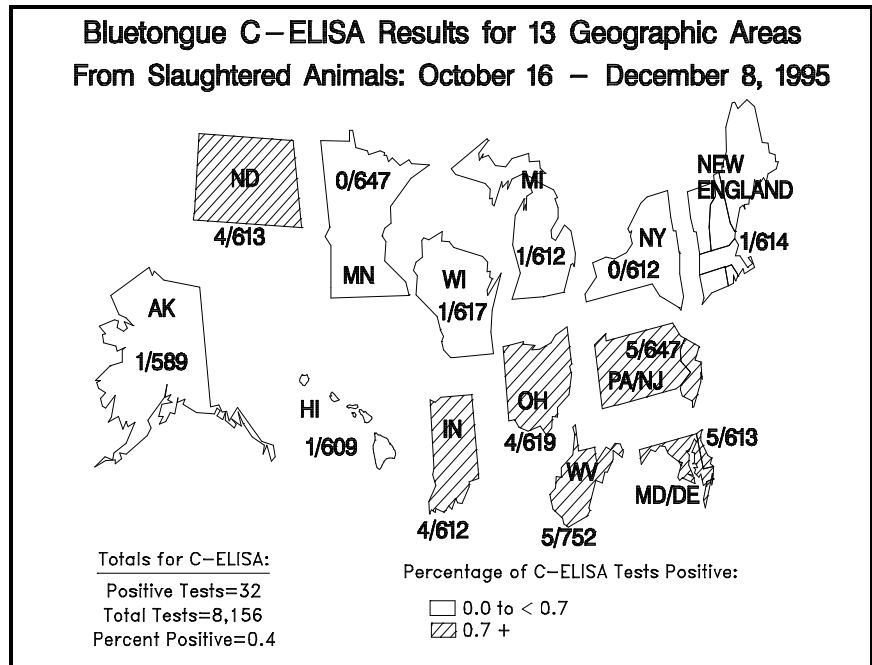 Bluetongue C-ELISA Results for 13 Geographic Areas
From Slaughtered Animals: October 16 - December 8, 1995
ND
4/613
0/647
MN
MI
1/612
WI
1/617
NY
0/612
NEW
ENGLAND
1/614
AK
1/589
HI
1/609
IN
4/612
OH
4/619
5/647
PA/NJ
WV
5/752
5/613
MD/DE
Totals for C-ELISA:
Positive Tests=32
Total Tests=8,156
Percent Positive=0.4
Percentage of C-ELISA Tests Positive:
0.0 to < 0.7
0.7 +